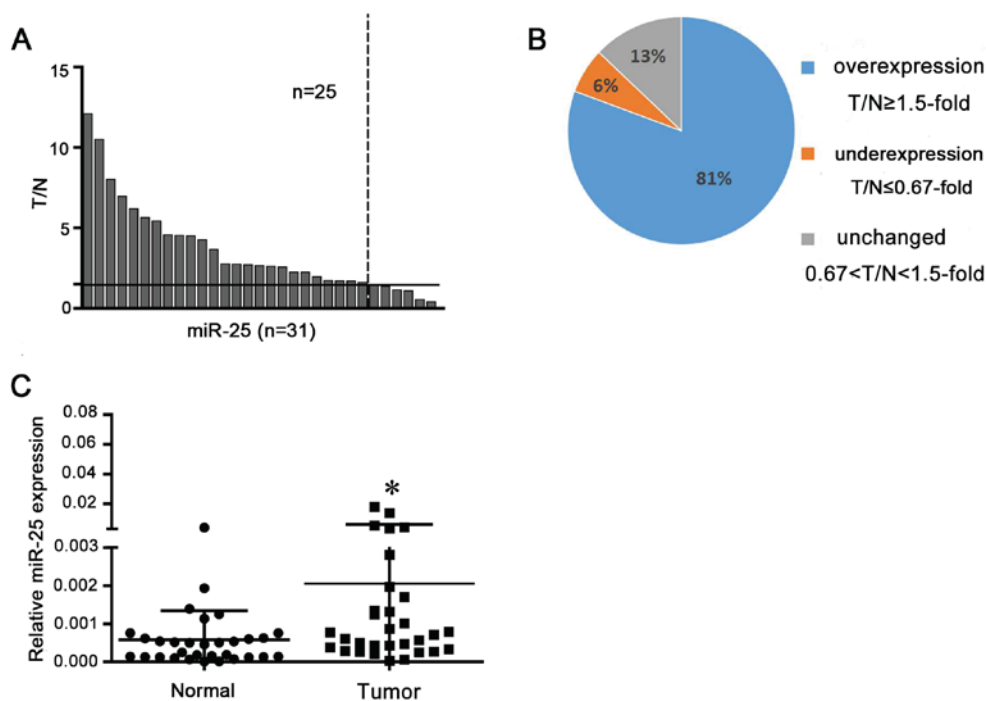 A
15
10
5
0
T/N
n=25
miR-25 (n=31)
B
13%
6%
81%
overexpression
T/N≥1.5-fold
underexpression
T/N≤0.67-fold
unchanged
0.67<T/N<1.5-fold
C
0.08
0.06
0.04
0.02
0.003
0.002
0.001
0.000
Relative miR-25 expression
*
Normal
Tumor